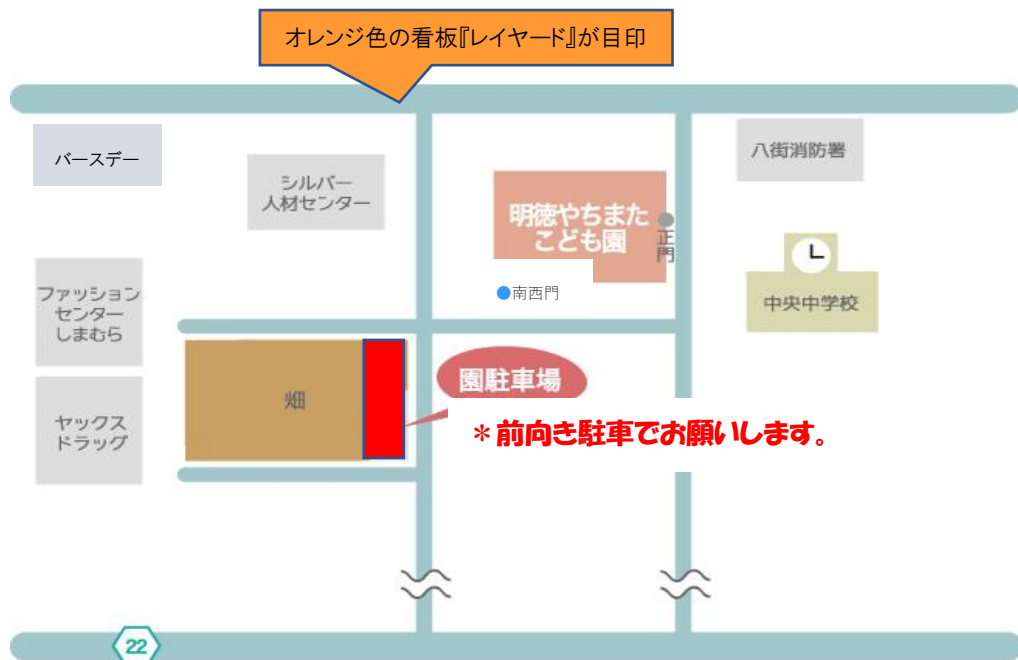 オレンジ色の看板『レイヤード』が目印
バースデー
シルバー
人材センター
明徳やちまた
こども園
正門
八街消防署
中央中学校
南西門
ファッション
センター
しまむら
ヤックス
ドラッグ
畑
園駐車場
＊前向き駐車でお願いします。
22